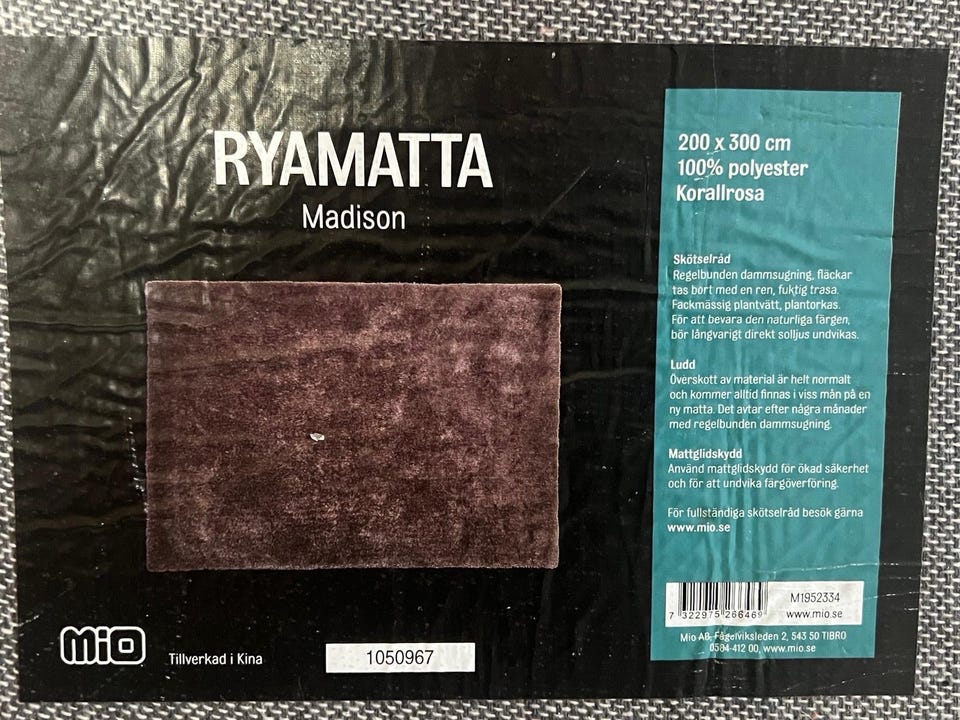 RYAMATTA
Madison
200 x 300 cm
100% polyester
Korallrosa
Skötselråd
Regelbunden dammsugning, fläckar
tas bort med en ren, fuktig trasa.
Fackmässig plantvätt, plantorkas.
För att bevara den naturliga färgen,
bör långvarigt direkt solljus undvikas.
Ludd
Överskott av material är helt normalt
och kommer alltid finnas i viss mån på en
ny matta. Det avtar efter några månader
med regelbunden dammsugning.
Mattglidskydd
Använd mattglidskydd för ökad säkerhet
och för att undvika färgöverföring.
För fullständiga skötselråd besök gärna
www.mio.se
M1952334
www.mio.se
7 322975 266469
Mio AB, Fågelviksleden 2, 543 50 TIBRO
0584-412 00, www.mio.se
mio
Tillverkad i Kina
1050967